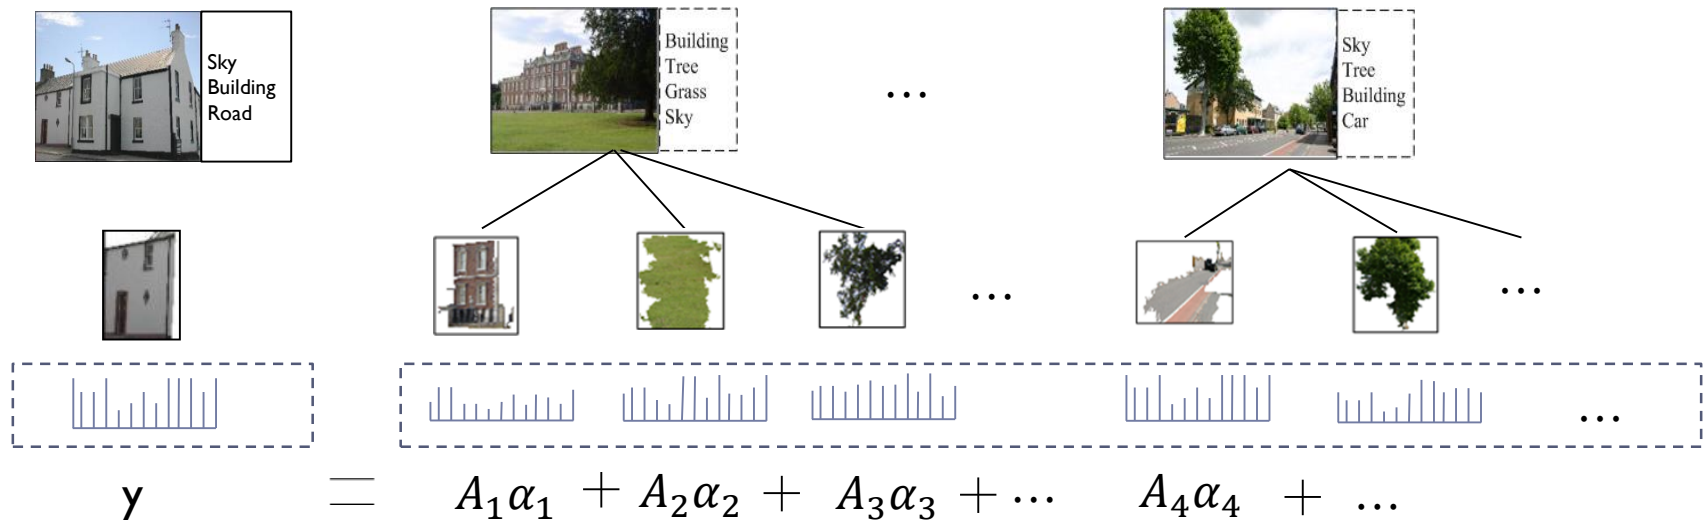 Sky
Building
Road
Building
Tree
Grass
Sky
...
Sky
Tree
Building
Car
...
...
...
y = A₁α₁ + A₂α₂ + A₃α₃ + ... A₄α₄ + ...